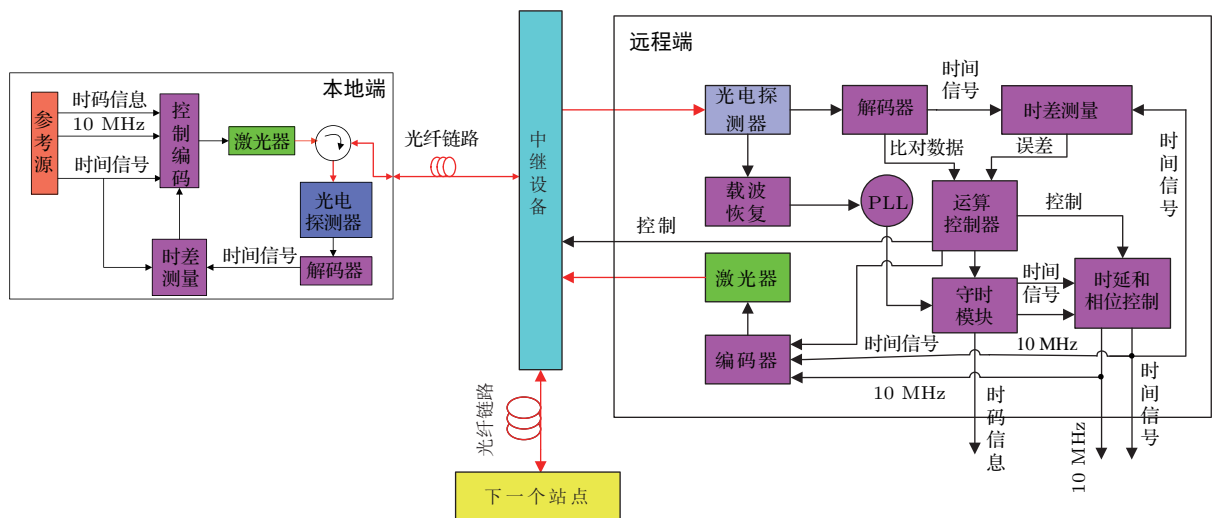 本地端
参考源
时码信息
10 MHz
时间信号
控制编码
激光器
光电
探测器
时差
测量
时间信号
解码器
光纤链路
中继设备
光纤链路
下一个站点
远程端
光电探
测器
解码器
时间
信号
时差测量
比对数据
误差
时间信号
载波
恢复
PLL
运算
控制器
控制
控制
激光器
守时
模块
时间
信号
时延和
相位控制
编码器
时间信号
10 MHz
10 MHz
时码信息
10 MHz
时间信号